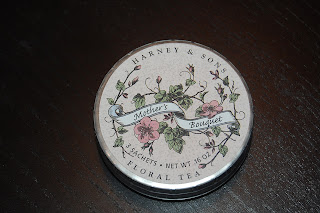 HARNEY & SONS
Mother's
Bouquet
8 SACHETS • NET WT. .16 OZ.
FLORAL TEA